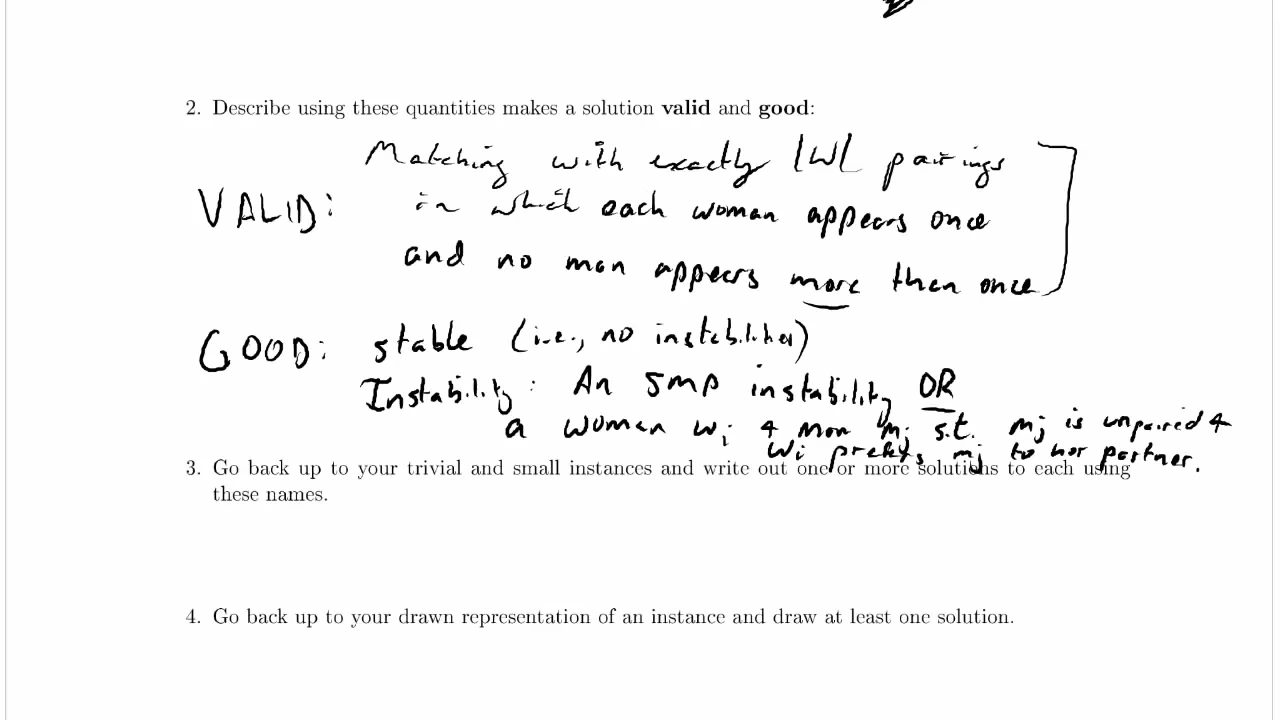 2. Describe using these quantities makes a solution valid and good:
Matching with exactly |W| pairings
VALID: in which each woman appears once
and no man appears more than once
GOOD: stable (i.e., no instabilities)
Instability: An SMP instability OR
a woman wi & man mj s.t. mj is unpaired &
wi prefers mj to her partner.
3. Go back up to your trivial and small instances and write out one or more solutions to each using
these names.
4. Go back up to your drawn representation of an instance and draw at least one solution.